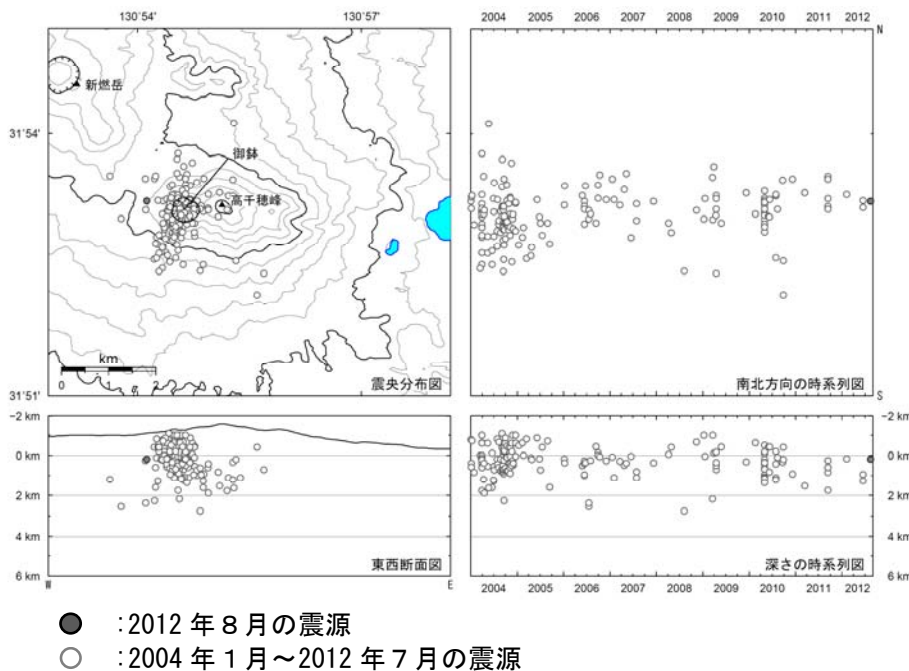 130°54′ 130°57′
2004 2005 2006 2007 2008 2009 2010 2011 2012
N
新燃岳
31°54′
御鉢
高千穂峰
km
0 1 2
31°51′
震央分布図
南北方向の時系列図
S
-2 km
0 km
2 km
4 km
6 km
W
E
東西断面図
-2 km
0 km
2 km
4 km
6 km
深さの時系列図
2004 2005 2006 2007 2008 2009 2010 2011 2012
:2012 年８月の震源
:2004 年１月～2012 年７月の震源